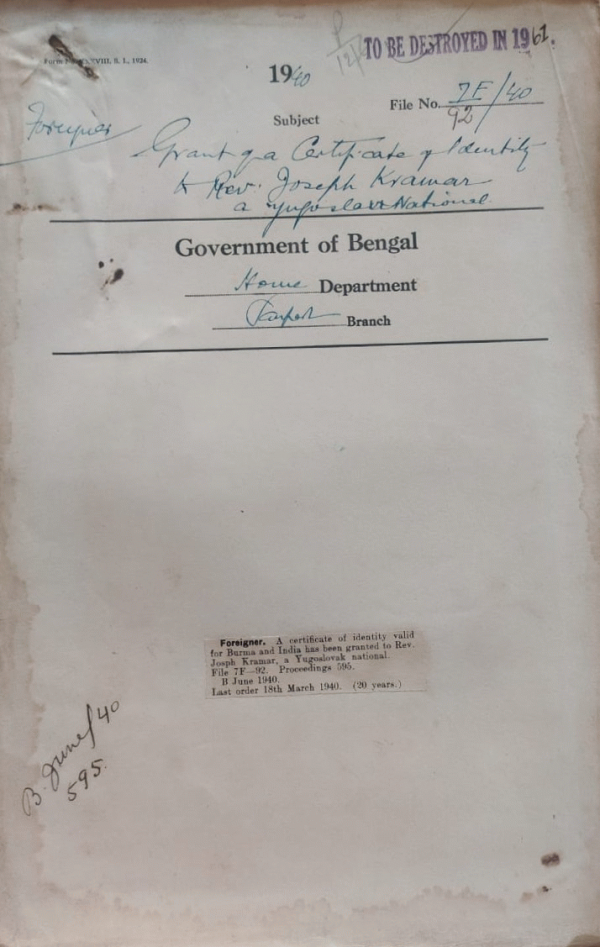 Form No. XXVIII. S. I., 1924.
TO BE DESTROYED IN 1961.
1940
File No. 7F/40
92
Subject
Foreigner
Grant of a Certificate of Identity
to Rev. Joseph Kramar
a Yugoslav National.
Government of Bengal
Home Department
Branch
Foreigner. A certificate of identity valid
for Burma and India has been granted to Rev.
Josph Kramar, a Yugoslovak national.
File 7F—92. Proceedings 595.
B June 1940.
Last order 18th March 1940. (20 years.)
B. June/40
595.